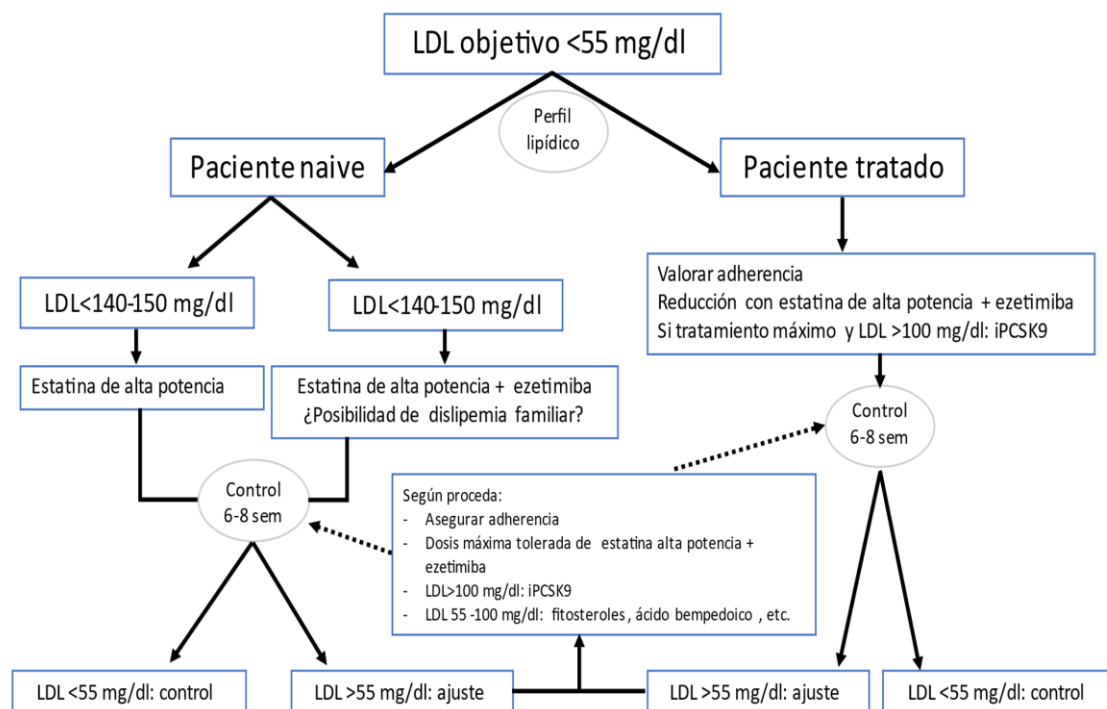 LDL objetivo <55 mg/dl
Perfil
lipídico
Paciente naive
Paciente tratado
LDL<140-150 mg/dl
LDL<140-150 mg/dl
Valorar adherencia
Reducción con estatina de alta potencia + ezetimiba
Si tratamiento máximo y LDL >100 mg/dl: iPCSK9
Estatina de alta potencia
Estatina de alta potencia + ezetimiba
¿Posibilidad de dislipemia familiar?
Control
6-8 sem
Control
6-8 sem
Según proceda:
- Asegurar adherencia
- Dosis máxima tolerada de estatina alta potencia +
ezetimiba
- LDL>100 mg/dl: iPCSK9
- LDL 55 -100 mg/dl: fitosteroles, ácido bempedoico , etc.
LDL <55 mg/dl: control
LDL >55 mg/dl: ajuste
LDL >55 mg/dl: ajuste
LDL <55 mg/dl: control